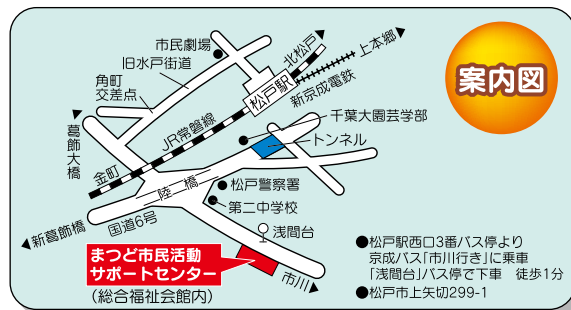 市民劇場
旧水戸街道
角町
交差点
葛飾大橋
北松戸
上本郷
松戸駅
新京成電鉄
案内図
JR常磐線
金町
千葉大園芸学部
トンネル
陸橋
松戸警察署
第二中学校
新葛飾橋
国道6号
浅間台
まつど市民活動
サポートセンター
(総合福祉会館内)
市川
●松戸駅西口3番バス停より
京成バス「市川行き」に乗車
「浅間台」バス停で下車 徒歩1分
●松戸市上矢切299-1